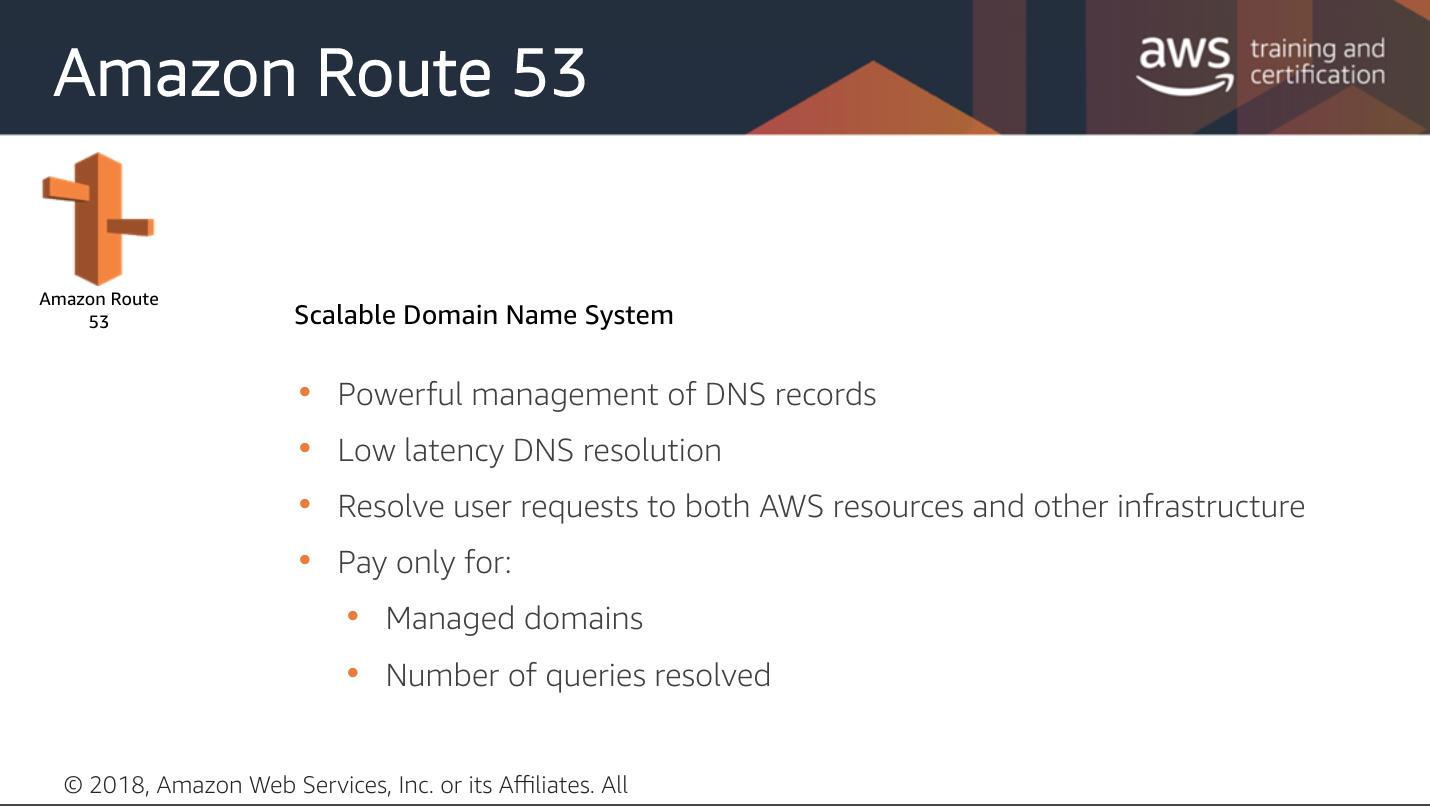 Amazon Route 53
aws training and
certification
Amazon Route
53
Scalable Domain Name System
• Powerful management of DNS records
• Low latency DNS resolution
• Resolve user requests to both AWS resources and other infrastructure
• Pay only for:
• Managed domains
• Number of queries resolved
© 2018, Amazon Web Services, Inc. or its Affiliates. All